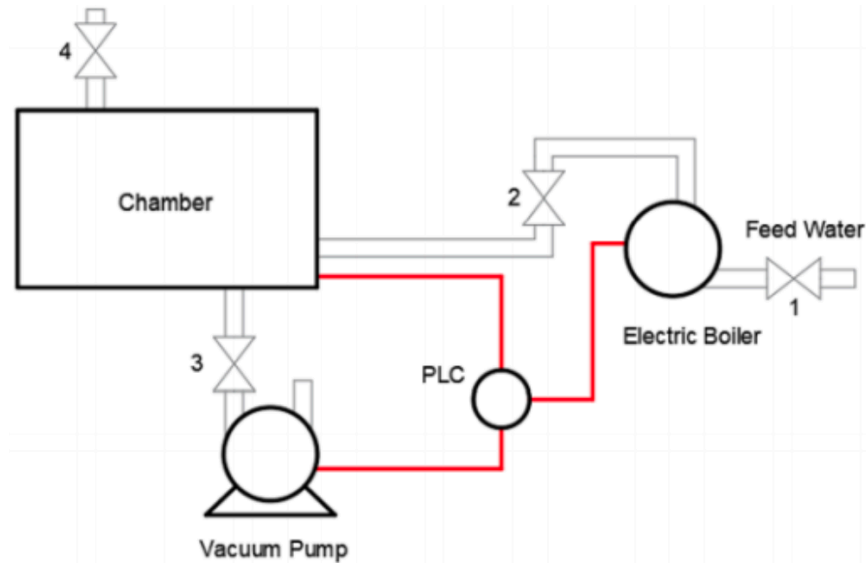 4
Chamber
2
Feed Water
1
Electric Boiler
3
PLC
Vacuum Pump